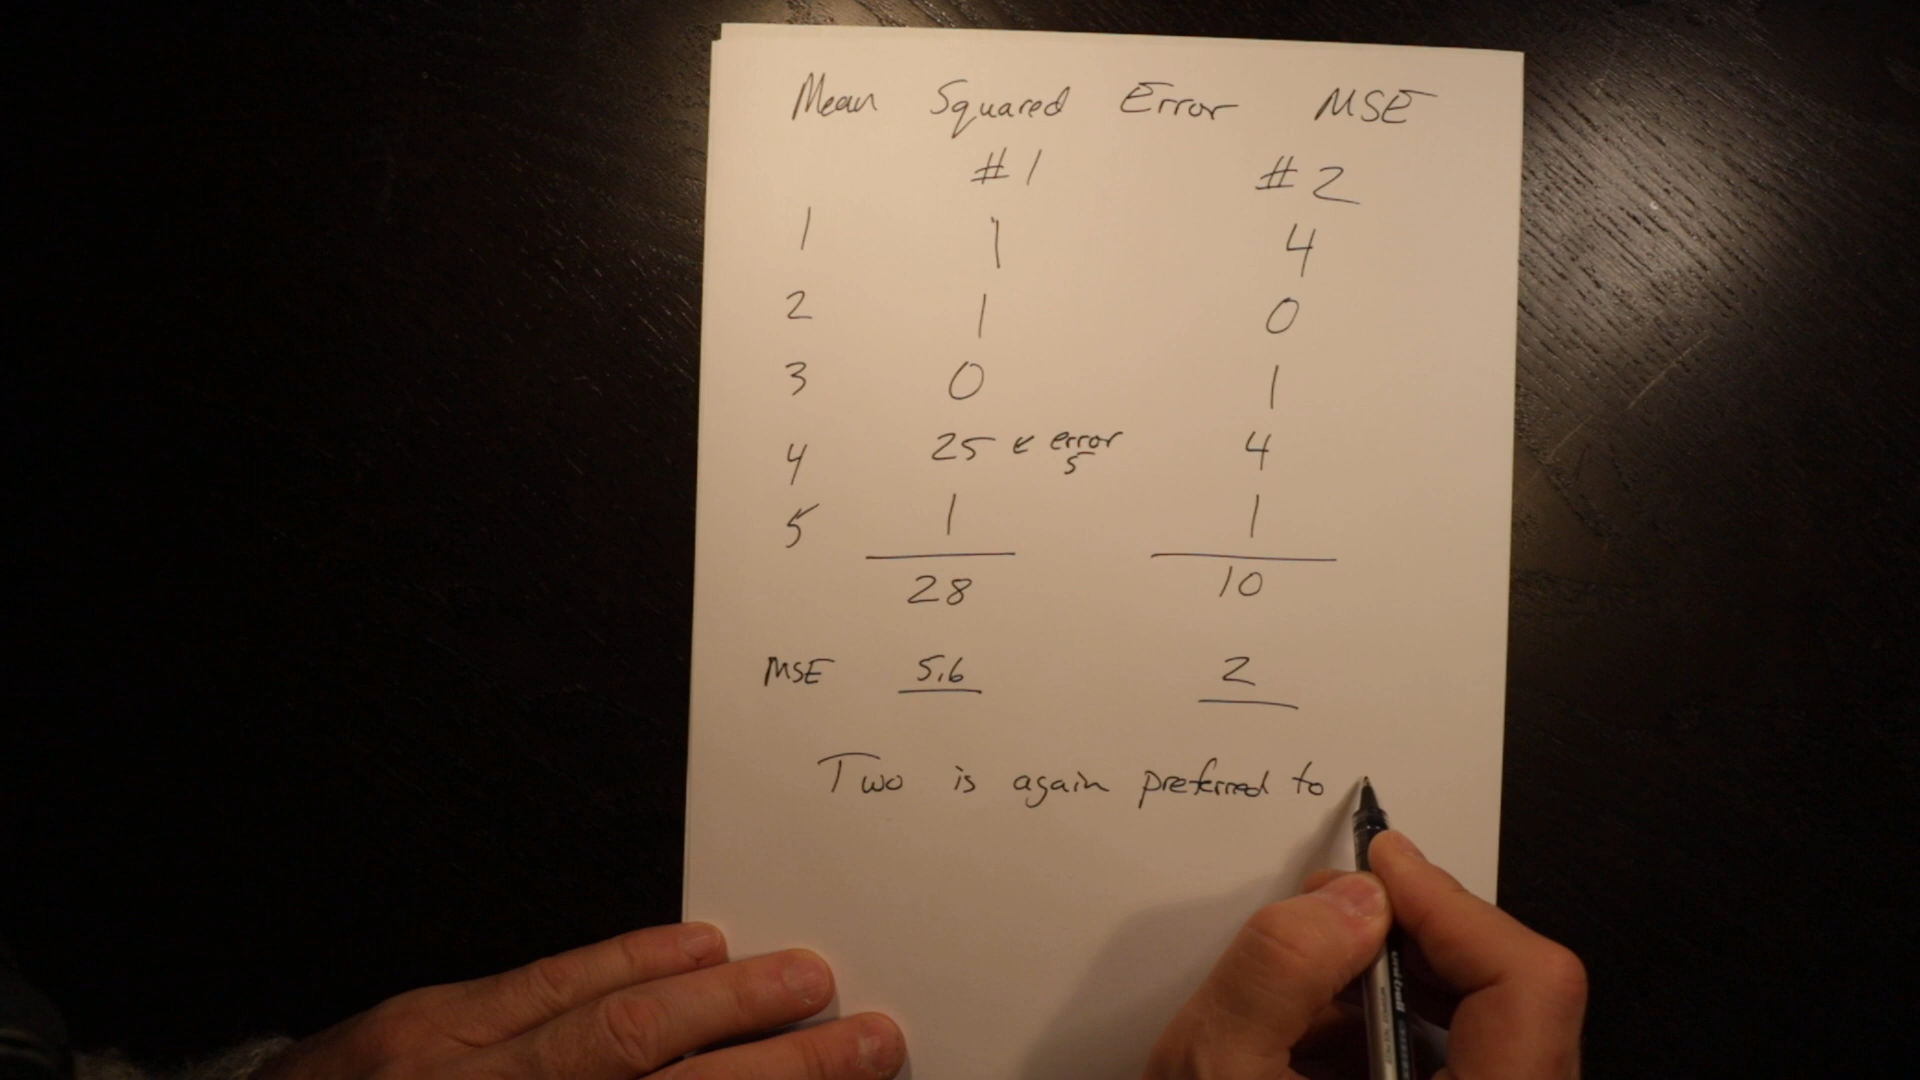 Mean Squared Error MSE
#1 #2
1 1 4
2 1 0
3 0 1
4 25 ← error 5 4
5 1 1
28 10
MSE 5.6 2
Two is again preferred to